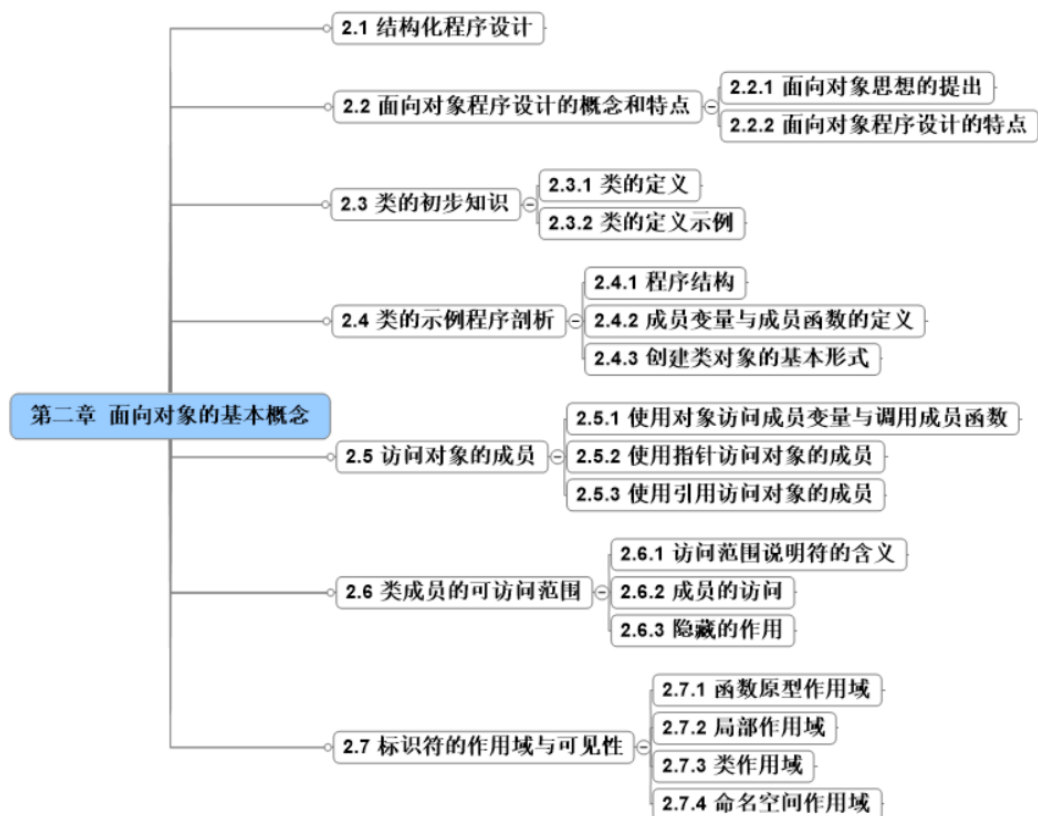 第二章 面向对象的基本概念
2.1 结构化程序设计
2.2 面向对象程序设计的概念和特点
2.2.1 面向对象思想的提出
2.2.2 面向对象程序设计的特点
2.3 类的初步知识
2.3.1 类的定义
2.3.2 类的定义示例
2.4 类的示例程序剖析
2.4.1 程序结构
2.4.2 成员变量与成员函数的定义
2.4.3 创建类对象的基本形式
2.5 访问对象的成员
2.5.1 使用对象访问成员变量与调用成员函数
2.5.2 使用指针访问对象的成员
2.5.3 使用引用访问对象的成员
2.6 类成员的可访问范围
2.6.1 访问范围说明符的含义
2.6.2 成员的访问
2.6.3 隐藏的作用
2.7 标识符的作用域与可见性
2.7.1 函数原型作用域
2.7.2 局部作用域
2.7.3 类作用域
2.7.4 命名空间作用域